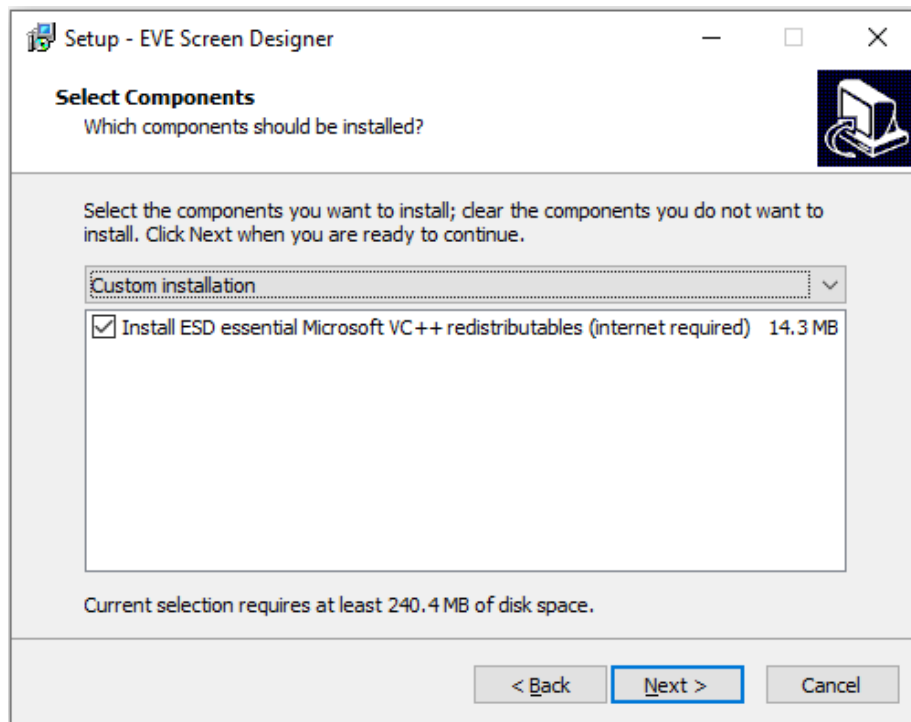 Setup - EVE Screen Designer
Select Components
Which components should be installed?
Select the components you want to install; clear the components you do not want to
install. Click Next when you are ready to continue.
Custom installation
Install ESD essential Microsoft VC++ redistributables (internet required) 14.3 MB
Current selection requires at least 240.4 MB of disk space.
< Back Next > Cancel